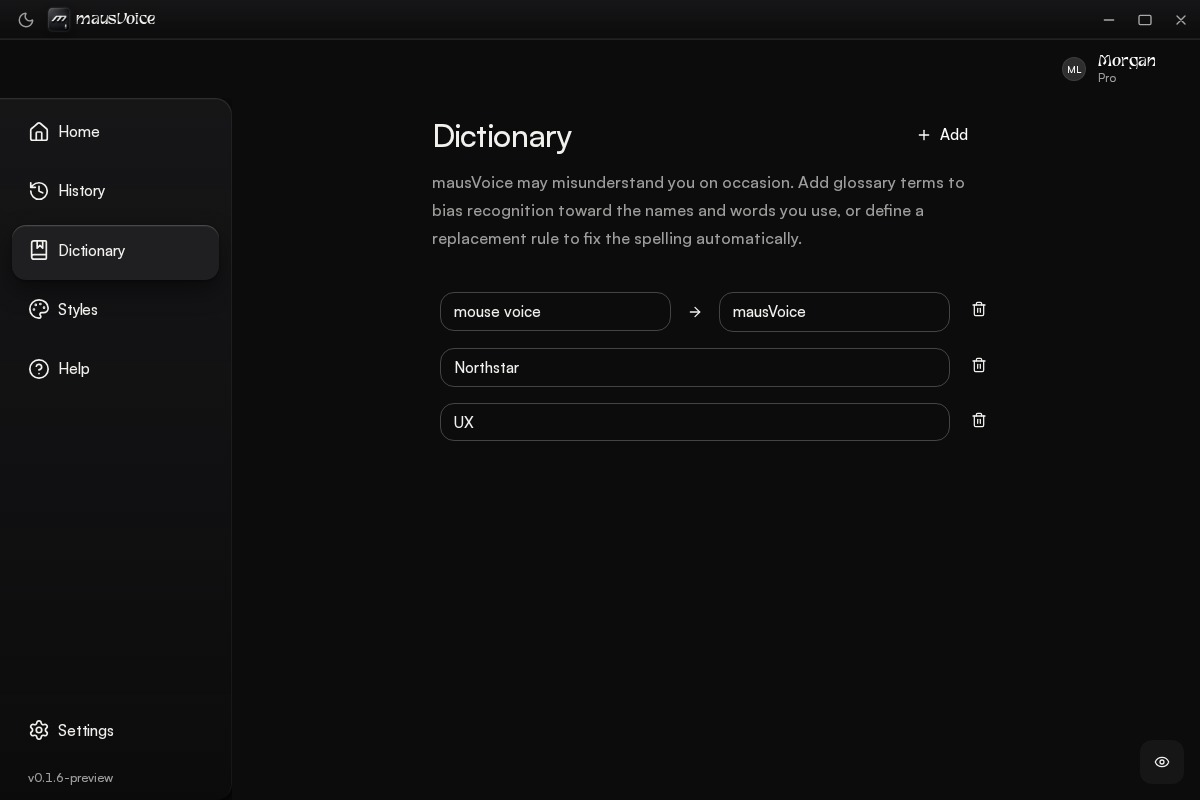 mausVoice
ML
Morgan
Pro
Home
History
Dictionary
Styles
Help
Settings
v0.1.6-preview
Dictionary
Add
mausVoice may misunderstand you on occasion. Add glossary terms to
bias recognition toward the names and words you use, or define a
replacement rule to fix the spelling automatically.
mouse voice → mausVoice
Northstar
UX